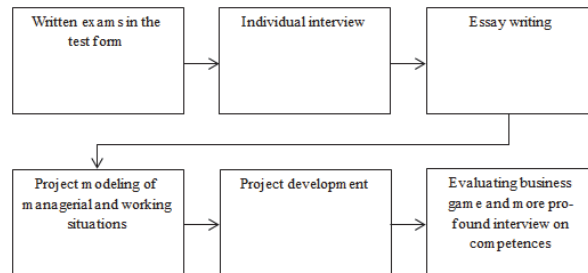 Written exams in the
test form
Individual interview
Essay writing
Project modeling of
managerial and working
situations
Project development
Evaluating business
game and more pro-
found interview on
competences